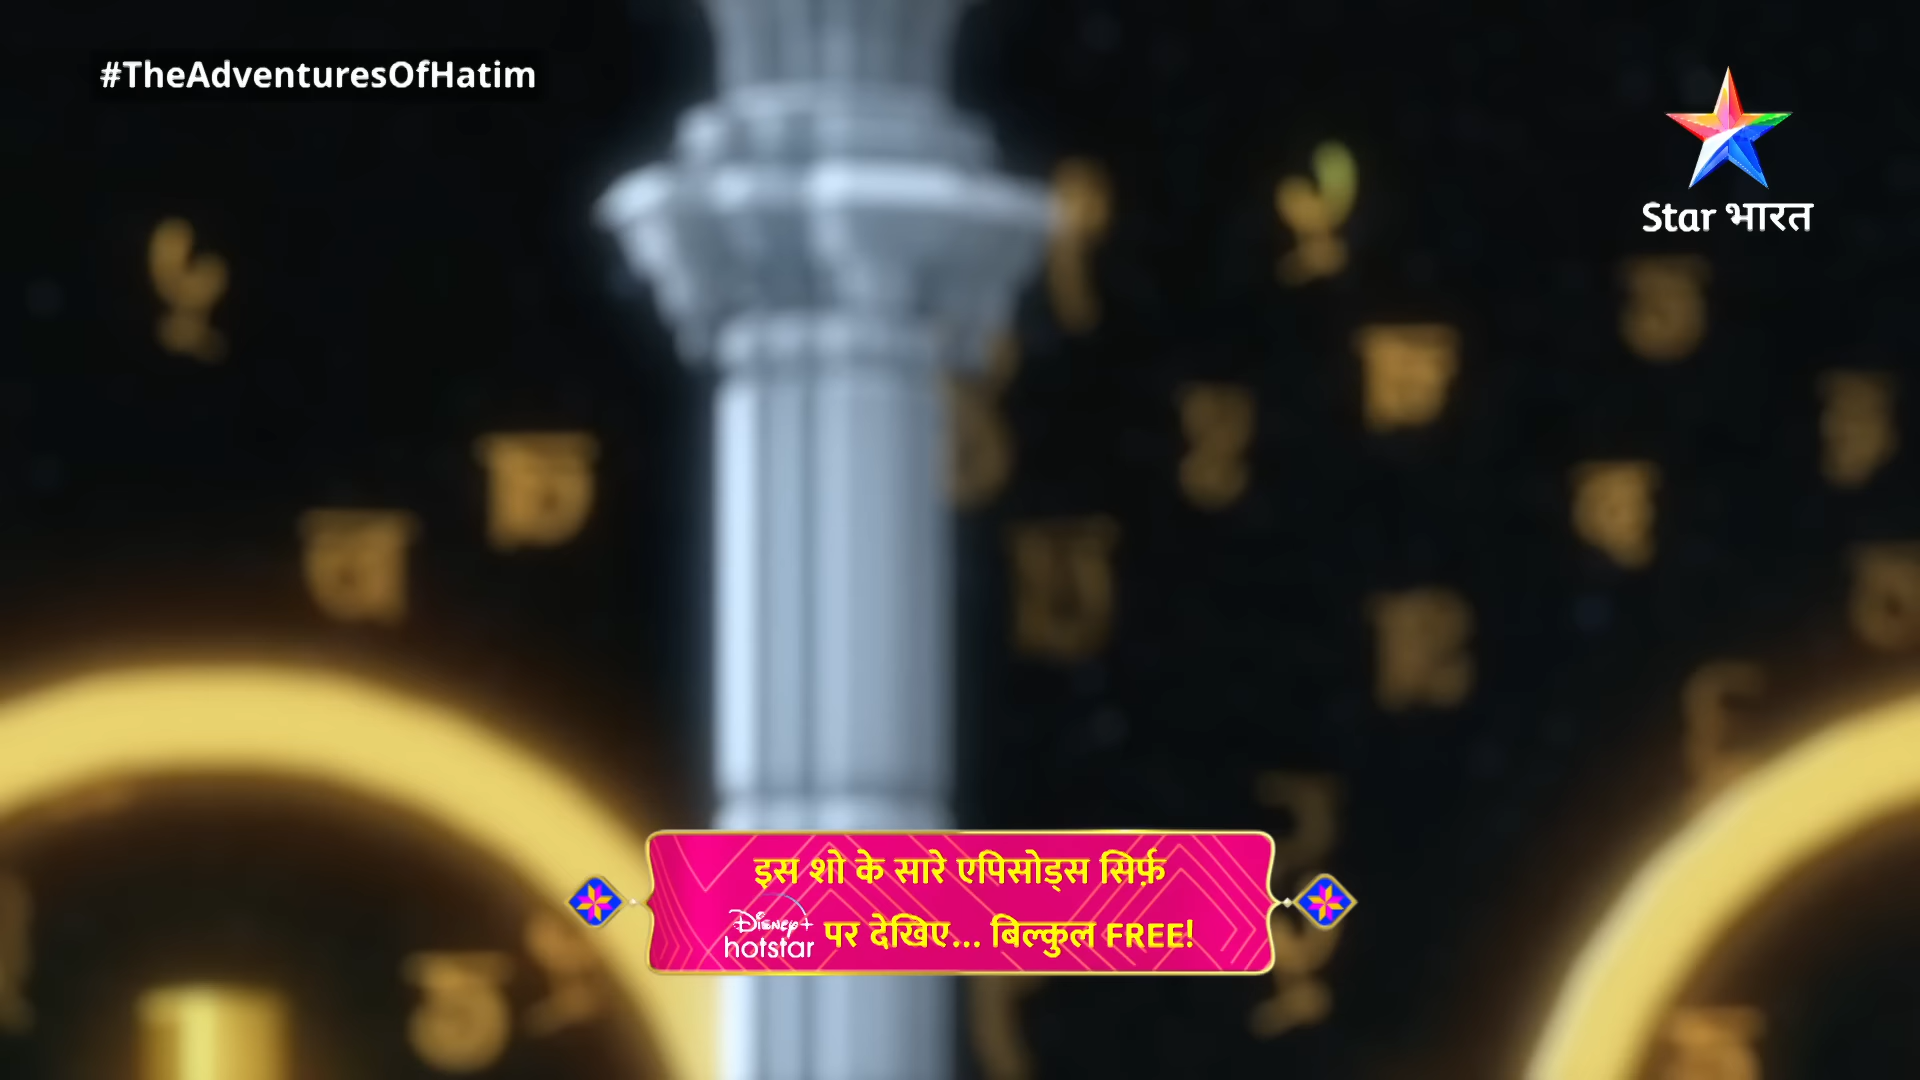 #TheAdventuresOfHatim
Star भारत
इस शो के सारे एपिसोड्स सिर्फ़
Disney+ hotstar पर देखिए... बिल्कुल FREE!